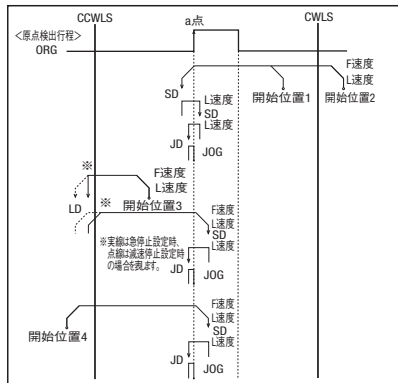 CCWLS
a点
CWLS
<原点検出行程>
ORG
F速度
L速度
SD
L速度
開始位置1
開始位置2
SD
L速度
JD
JOG
※
F速度
L速度
※
開始位置3
LD
F速度
L速度
SD
※実線は急停止設定時、
点線は減速停止設定時
の場合を表します。
L速度
JD
JOG
F速度
L速度
SD
開始位置4
L速度
JD
JOG